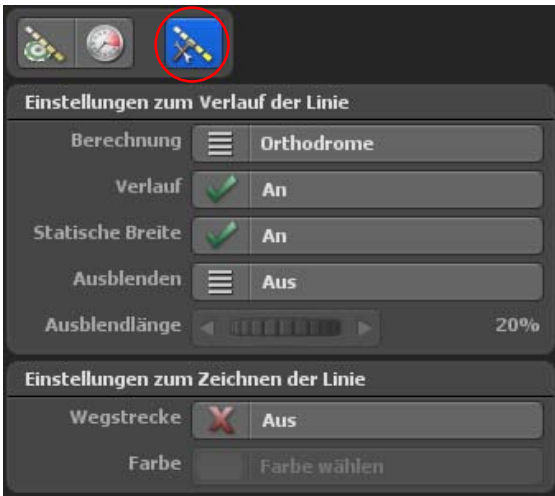 Einstellungen zum Verlauf der Linie
Berechnung Orthodrome
Verlauf An
Statische Breite An
Ausblenden Aus
Ausblendlänge 20%
Einstellungen zum Zeichnen der Linie
Wegstrecke Aus
Farbe Farbe wählen